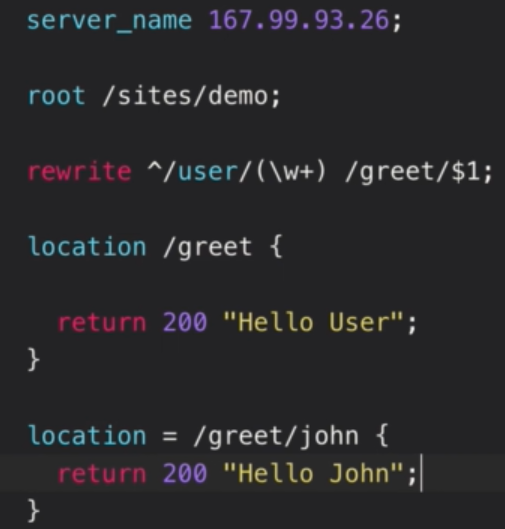 server_name 167.99.93.26;
root /sites/demo;
rewrite ^/user/(\w+) /greet/$1;
location /greet {
return 200 "Hello User";
}
location = /greet/john {
return 200 "Hello John";
}